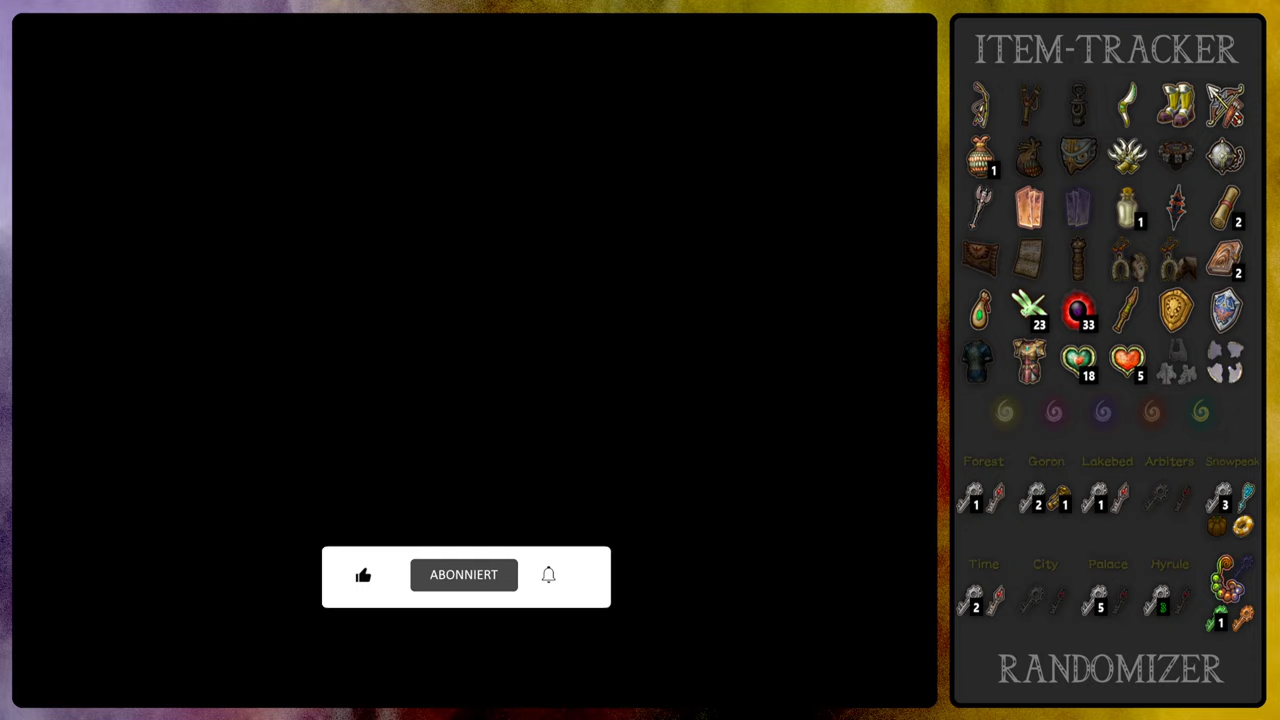 ITEM-TRACKER
1
1 2
2
23 33
18 5
Forest Goron Lakebed Arbiters Snowpeak
1 2 1 1 3
ABONNIERT
Time City Palace Hyrule
2 5 3
1
RANDOMIZER